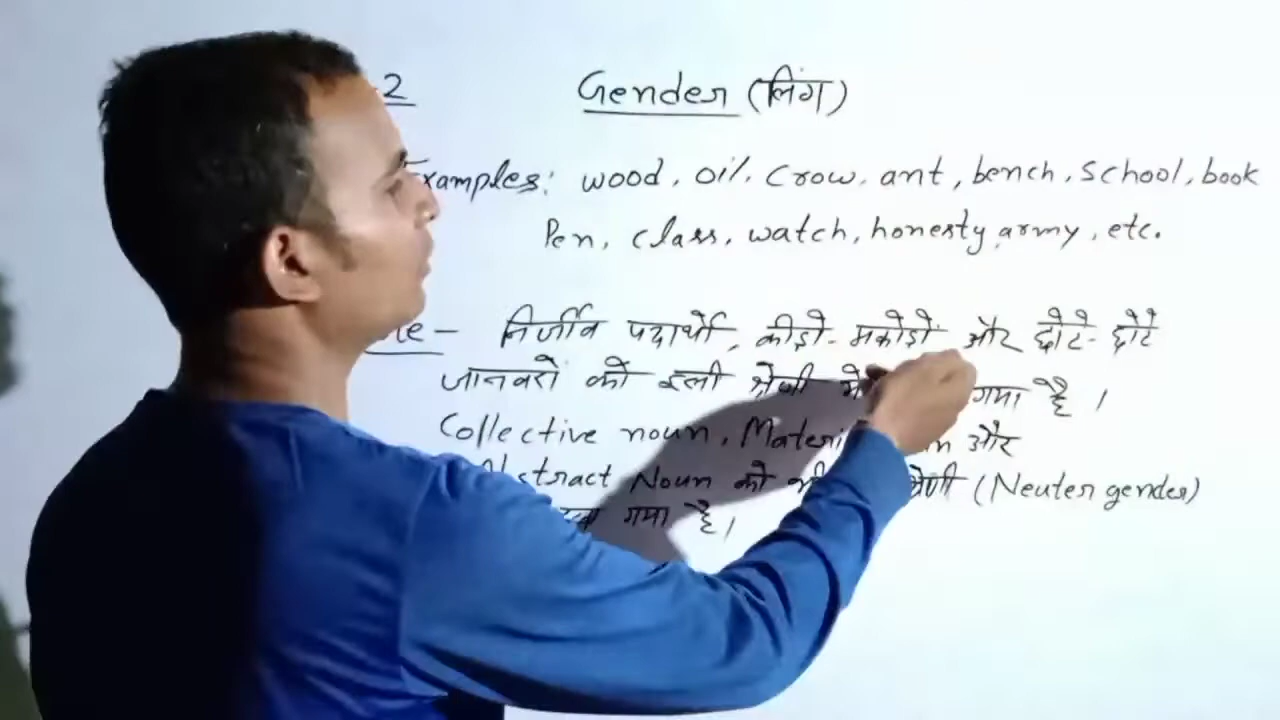 2 Gender (लिंग)
Examples: wood, oil, Crow, ant, bench, School, book
Pen, class, watch, honesty, army, etc.
निर्जीव पदार्थो, कीड़ो-मकोड़ो और छोटे-छोटे
जानवरों को इसी श्रेणी में गया है।
Collective noun, और
Abstract Noun को श्रेणी (Neuter gender)
गया है।